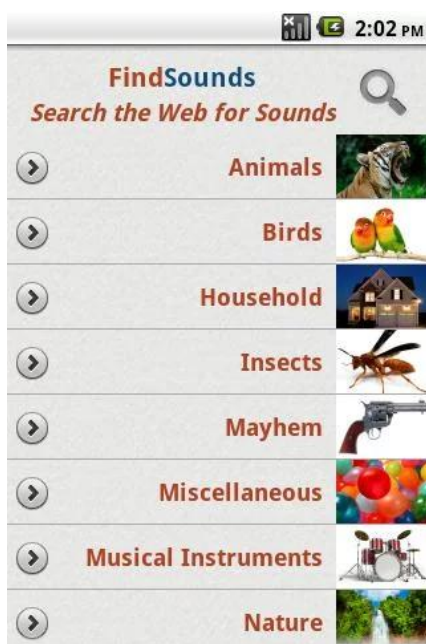 2:02 PM
FindSounds
Search the Web for Sounds
Animals
Birds
Household
Insects
Mayhem
Miscellaneous
Musical Instruments
Nature